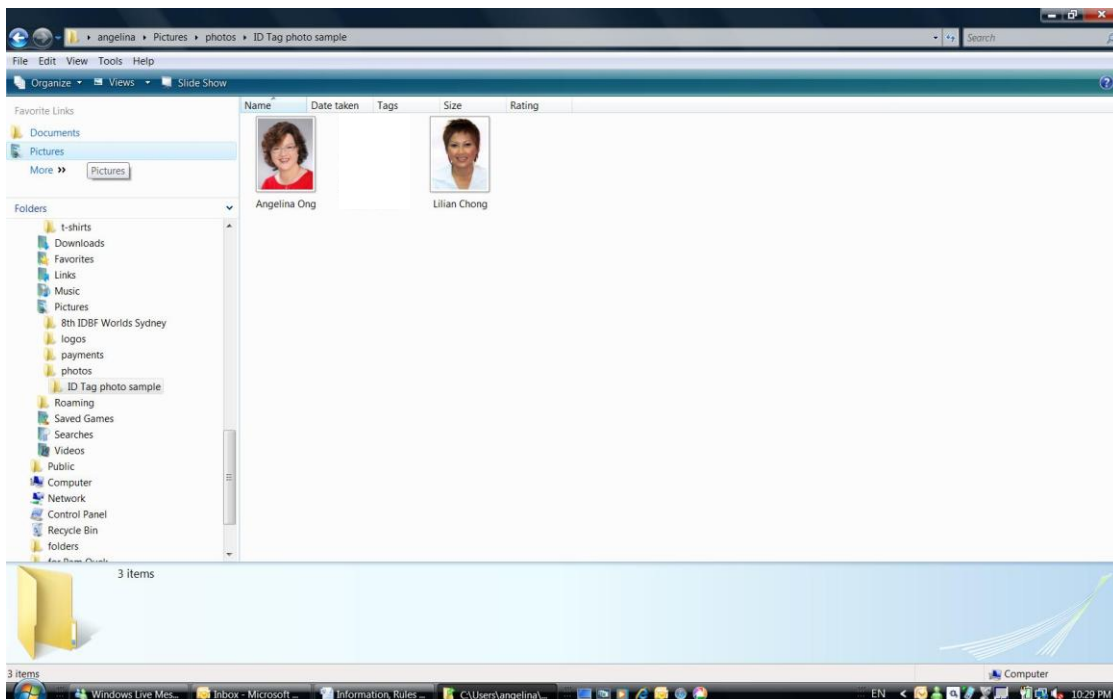 angelina ▸ Pictures ▸ photos ▸ ID Tag photo sample
Search
File Edit View Tools Help
Organize Views Slide Show
Favorite Links
Documents
Pictures
More »
Pictures
Folders
t-shirts
Downloads
Favorites
Links
Music
Pictures
8th IDBF Worlds Sydney
logos
payments
photos
ID Tag photo sample
Roaming
Saved Games
Searches
Videos
Public
Computer
Network
Control Panel
Recycle Bin
folders
Name Date taken Tags Size Rating
Angelina Ong Lilian Chong
3 items
3 items
Computer
Windows Live Mes... Inbox - Microsoft ... Information, Rules ... C:\Users\angelina\... EN 10:29 PM